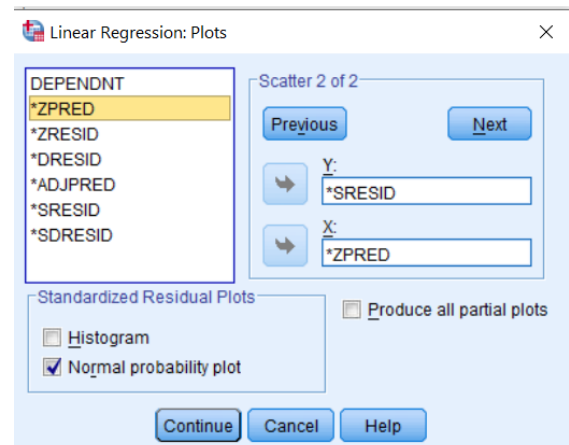 Linear Regression: Plots
DEPENDNT
*ZPRED
*ZRESID
*DRESID
*ADJPRED
*SRESID
*SDRESID
Scatter 2 of 2
Previous
Next
Y:
*SRESID
X:
*ZPRED
Standardized Residual Plots
Histogram
Normal probability plot
Produce all partial plots
Continue
Cancel
Help